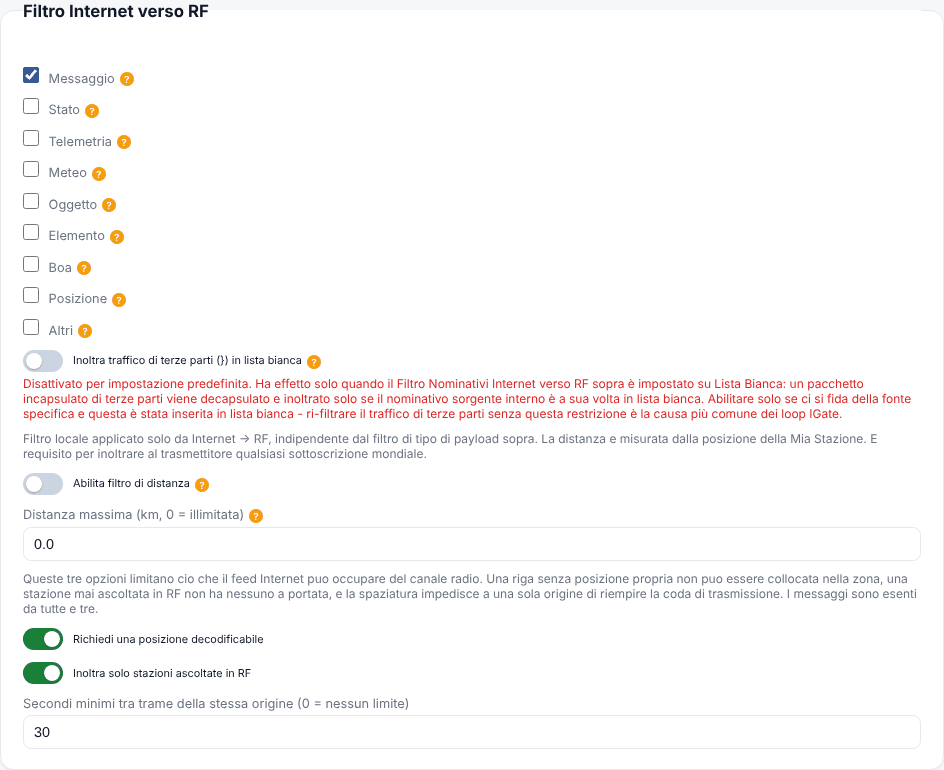 Filtro Internet verso RF
Messaggio ?
Stato ?
Telemetria ?
Meteo ?
Oggetto ?
Elemento ?
Boa ?
Posizione ?
Altri ?
Inoltra traffico di terze parti (}) in lista bianca ?
Disattivato per impostazione predefinita. Ha effetto solo quando il Filtro Nominativi Internet verso RF sopra è impostato su Lista Bianca: un pacchetto
incapsulato di terze parti viene decapsulato e inoltrato solo se il nominativo sorgente interno è a sua volta in lista bianca. Abilitare solo se ci si fida della fonte
specifica e questa è stata inserita in lista bianca - ri-filtrare il traffico di terze parti senza questa restrizione è la causa più comune dei loop IGate.
Filtro locale applicato solo da Internet → RF, indipendente dal filtro di tipo di payload sopra. La distanza e misurata dalla posizione della Mia Stazione. E
requisito per inoltrare al trasmettitore qualsiasi sottoscrizione mondiale.
Abilita filtro di distanza ?
Distanza massima (km, 0 = illimitata) ?
0.0
Queste tre opzioni limitano cio che il feed Internet puo occupare del canale radio. Una riga senza posizione propria non puo essere collocata nella zona, una
stazione mai ascoltata in RF non ha nessuno a portata, e la spaziatura impedisce a una sola origine di riempire la coda di trasmissione. I messaggi sono esenti
da tutte e tre.
Richiedi una posizione decodificabile
Inoltra solo stazioni ascoltate in RF
Secondi minimi tra trame della stessa origine (0 = nessun limite)
30